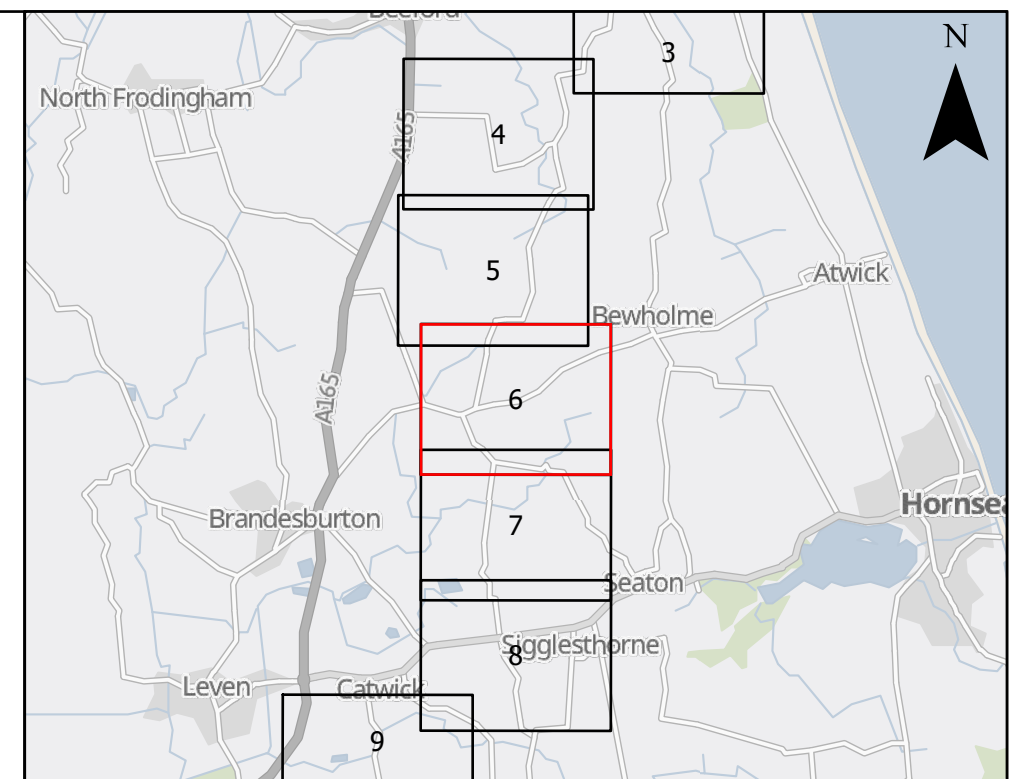 Beeford
N
3
North Frodingham
4
A165
5
Atwick
Bewholme
6
A165
Hornsea
Brandesburton
7
Seaton
Sigglesthorne
8
Leven
Catwick
9